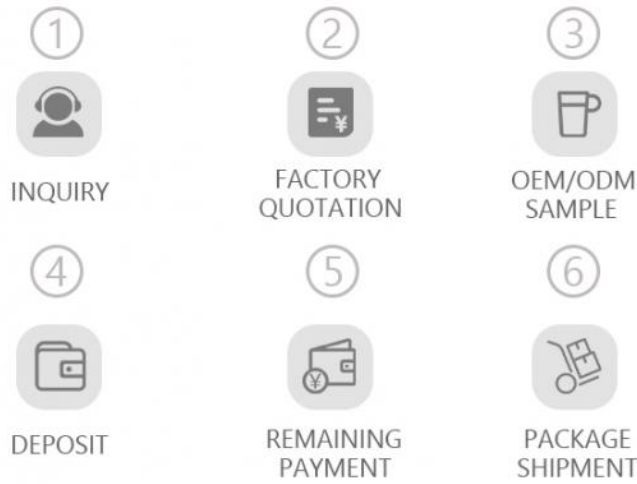 1
2
3
INQUIRY
FACTORY
QUOTATION
OEM/ODM
SAMPLE
¥
4
5
6
DEPOSIT
¥
REMAINING
PAYMENT
PACKAGE
SHIPMENT